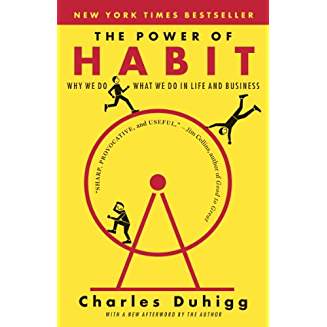 NEW YORK TIMES BESTSELLER
THE POWER OF
HABIT
WHY WE DO WHAT WE DO IN LIFE AND BUSINESS
"SHARP, PROVOCATIVE, and USEFUL." —Jim Collins, author of Good to Great
Charles Duhigg
WITH A NEW AFTERWORD BY THE AUTHOR